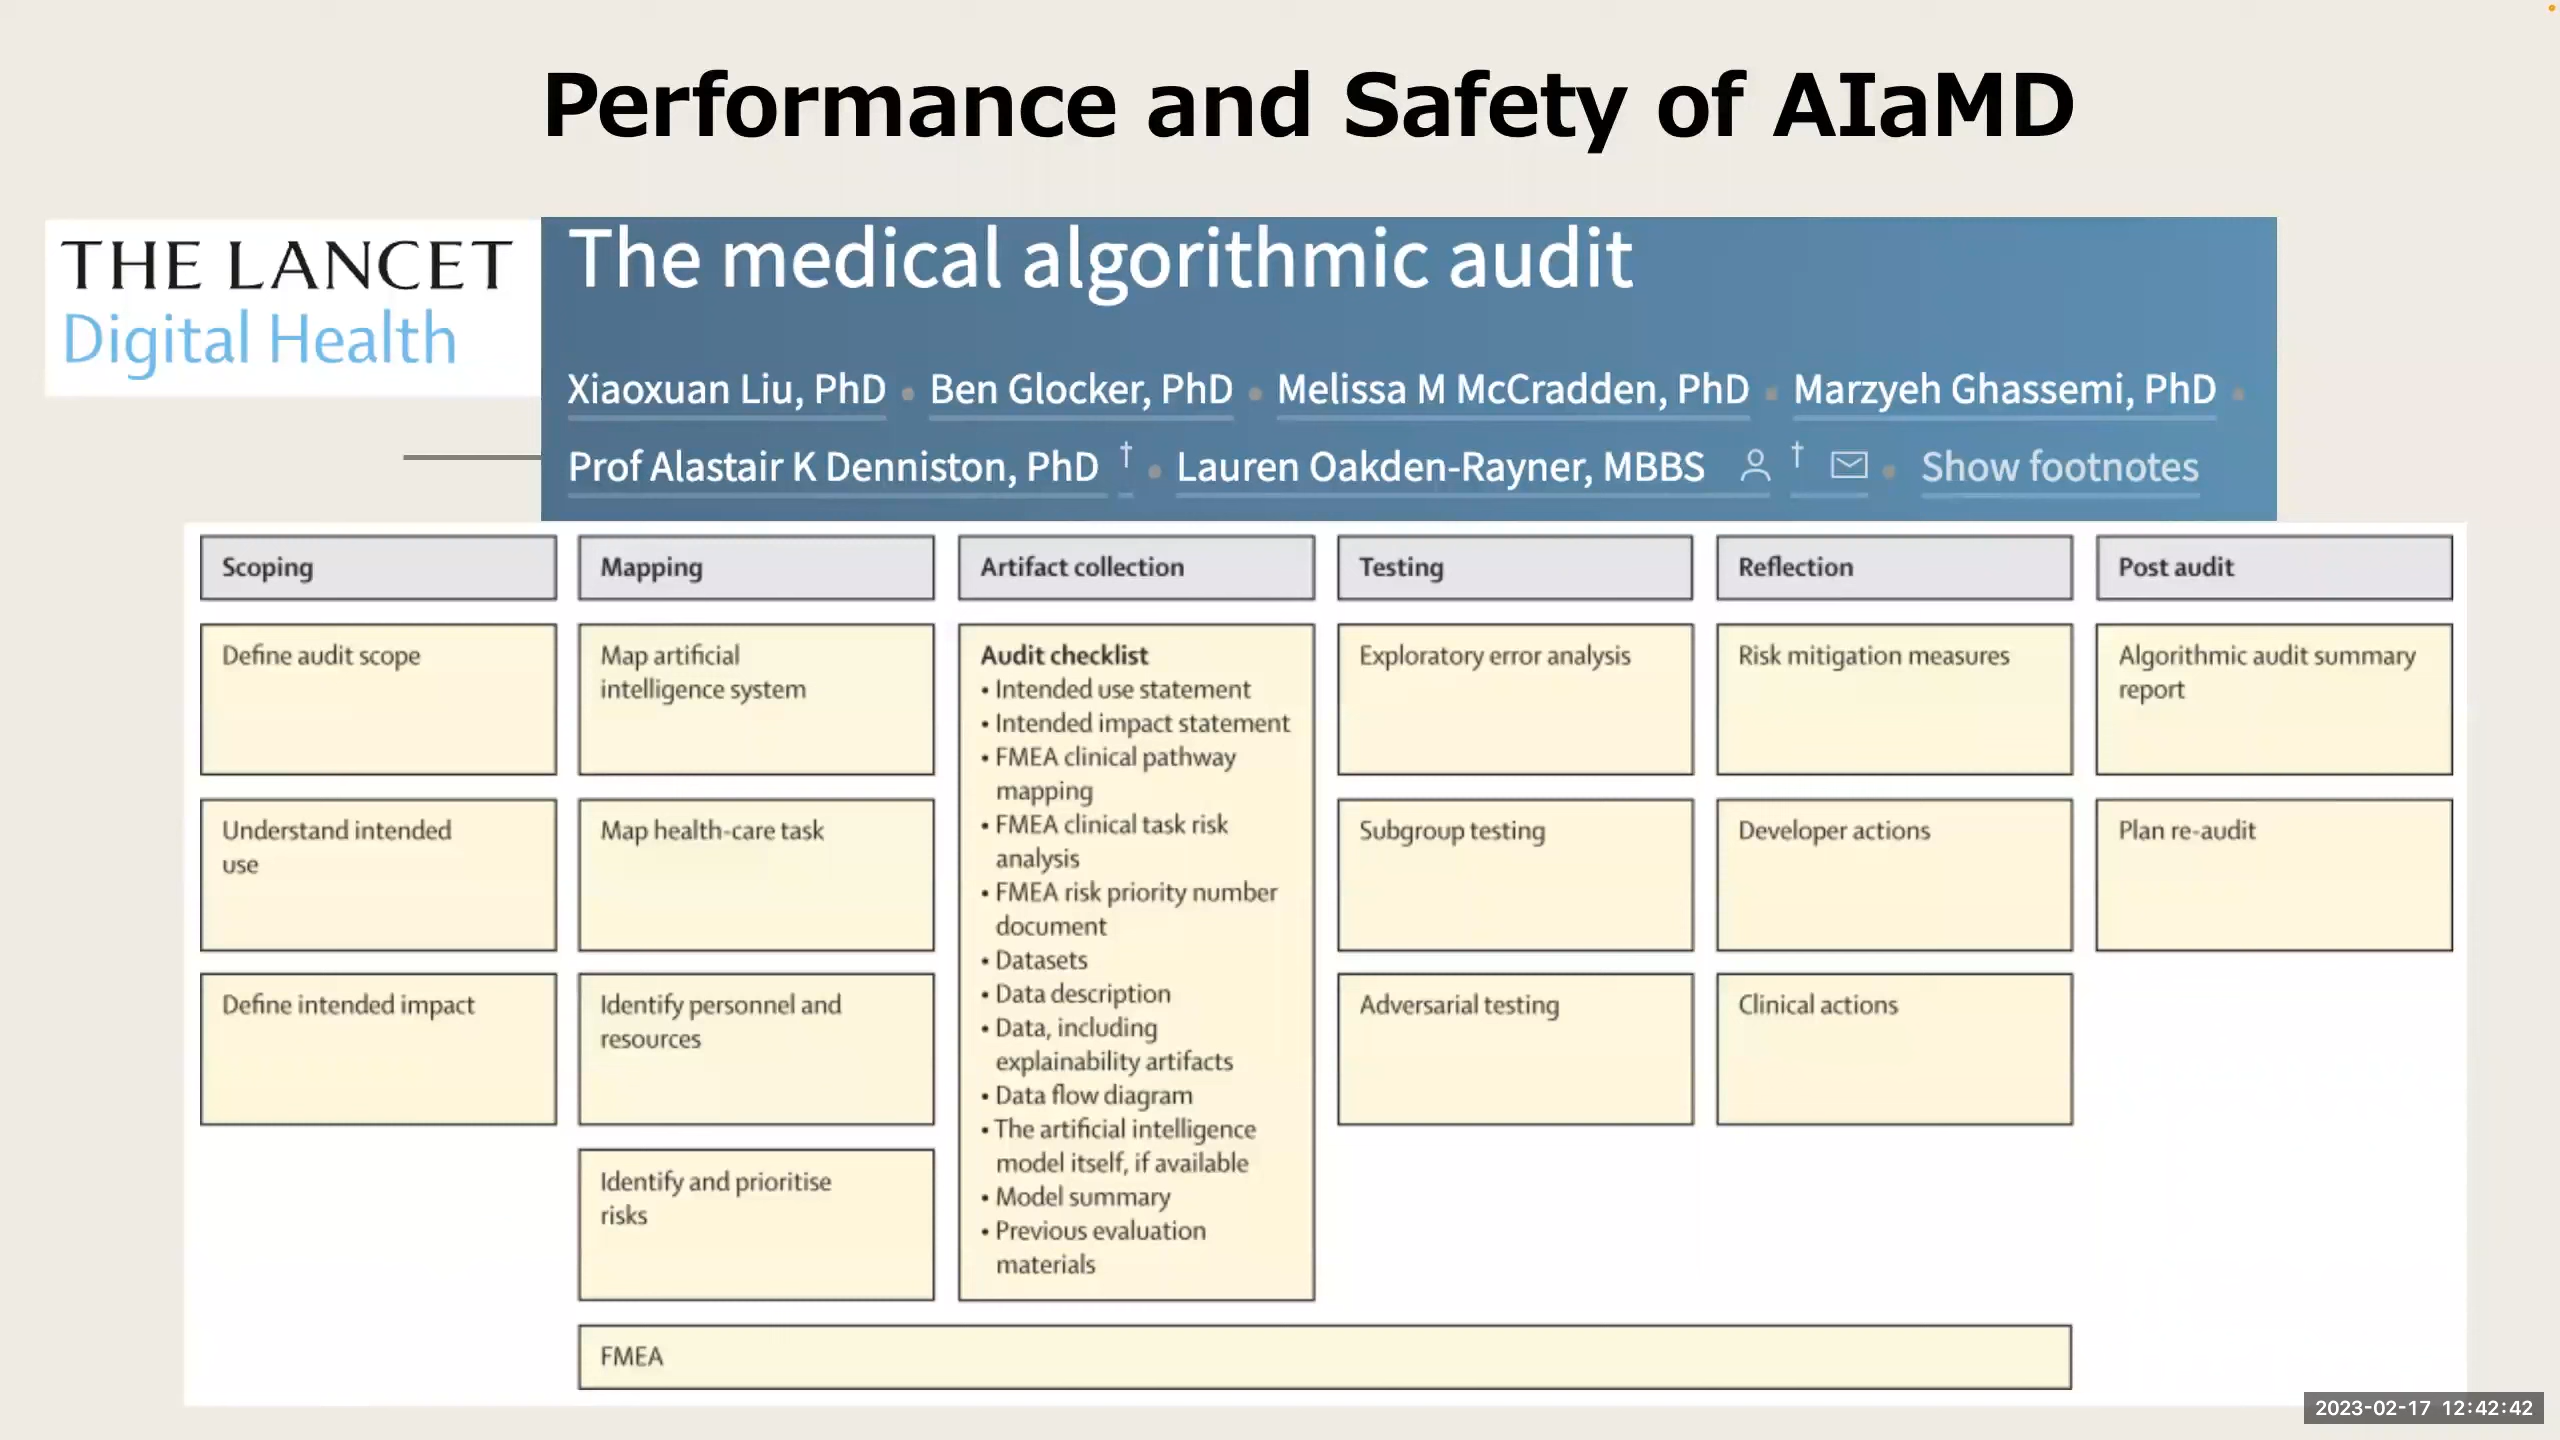 Performance and Safety of AIaMD
THE LANCET
Digital Health
The medical algorithmic audit
Xiaoxuan Liu, PhD • Ben Glocker, PhD • Melissa M McCradden, PhD • Marzyeh Ghassemi, PhD •
Prof Alastair K Denniston, PhD † • Lauren Oakden-Rayner, MBBS † • Show footnotes
Scoping
Define audit scope
Understand intended
use
Define intended impact
Mapping
Map artificial
intelligence system
Map health-care task
Identify personnel and
resources
Identify and prioritise
risks
Artifact collection
Audit checklist
• Intended use statement
• Intended impact statement
• FMEA clinical pathway
mapping
• FMEA clinical task risk
analysis
• FMEA risk priority number
document
• Datasets
• Data description
• Data, including
explainability artifacts
• Data flow diagram
• The artificial intelligence
model itself, if available
• Model summary
• Previous evaluation
materials
Testing
Exploratory error analysis
Subgroup testing
Adversarial testing
Reflection
Risk mitigation measures
Developer actions
Clinical actions
Post audit
Algorithmic audit summary
report
Plan re-audit
FMEA
2023-02-17 12:42:42